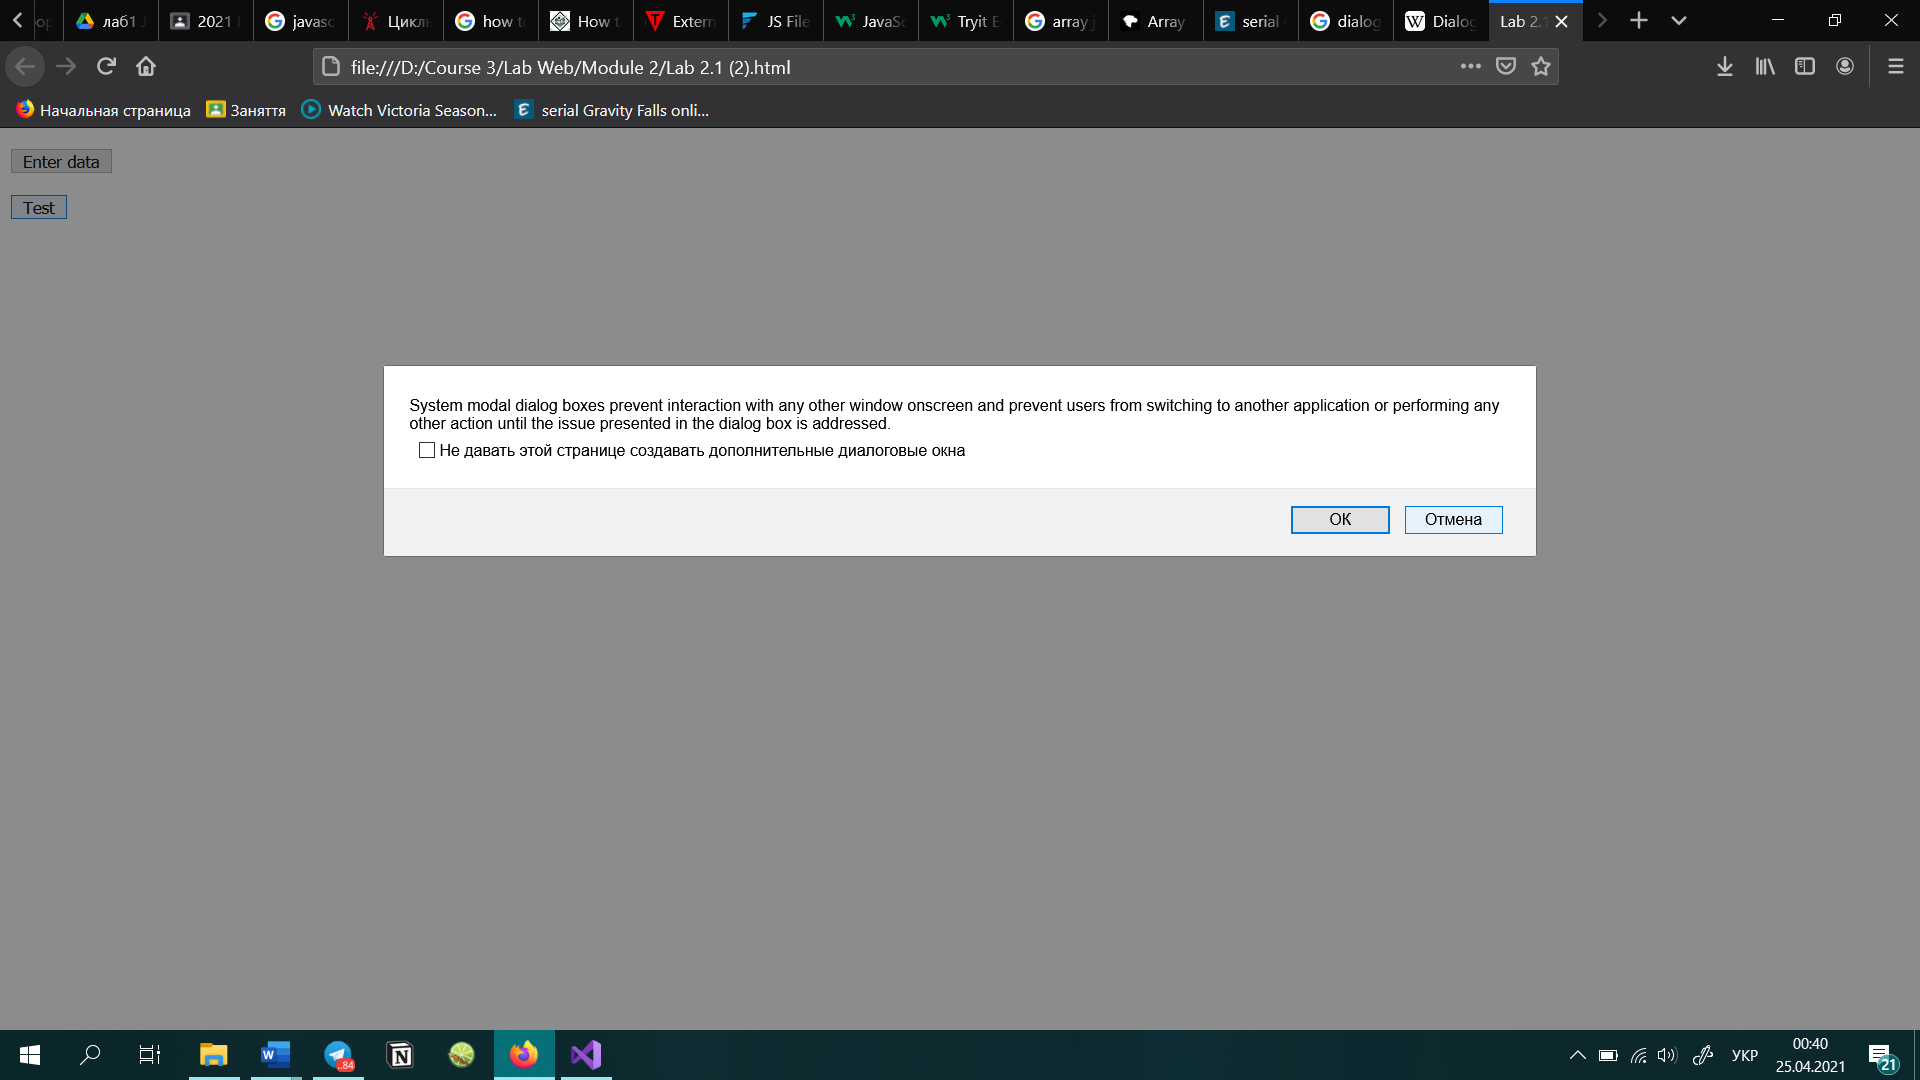 лаб1
2021
javasc
Цикл
how t
How t
Extern
JS File
JavaSc
Tryit E
array j
Array
serial
dialog
Dialog
Lab 2.1
file:///D:/Course 3/Lab Web/Module 2/Lab 2.1 (2).html
Начальная страница
Заняття
Watch Victoria Season...
serial Gravity Falls onli...
Enter data
Test
System modal dialog boxes prevent interaction with any other window onscreen and prevent users from switching to another application or performing any
other action until the issue presented in the dialog box is addressed.
Не давать этой странице создавать дополнительные диалоговые окна
ОК
Отмена
..84
УКР
00:40
25.04.2021
21